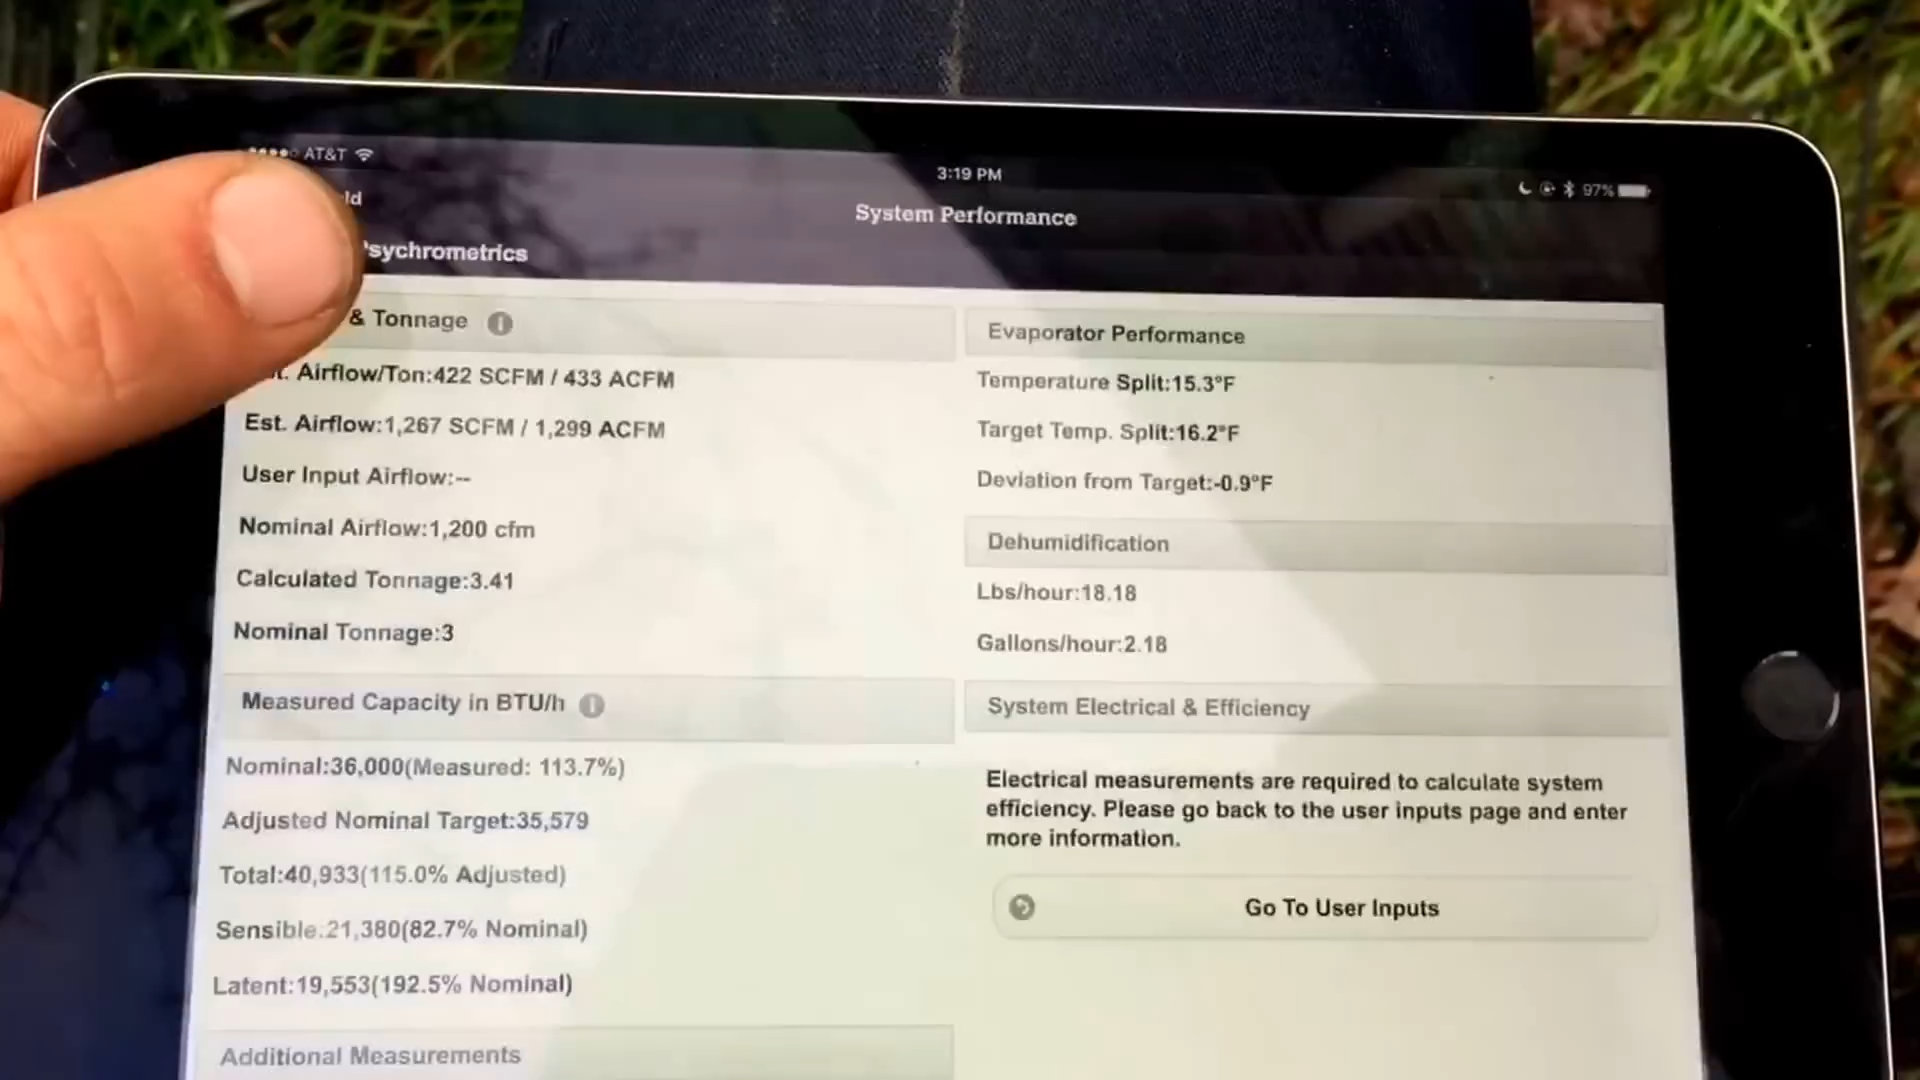 AT&T
3:19 PM
97%
System Performance
& Tonnage
Airflow/Ton:422 SCFM / 433 ACFM
Est. Airflow:1,267 SCFM / 1,299 ACFM
User Input Airflow:--
Nominal Airflow:1,200 cfm
Calculated Tonnage:3.41
Nominal Tonnage:3
Measured Capacity in BTU/h
Nominal:36,000(Measured: 113.7%)
Adjusted Nominal Target:35,579
Total:40,933(115.0% Adjusted)
Sensible:21,380(82.7% Nominal)
Latent:19,553(192.5% Nominal)
Additional Measurements
Evaporator Performance
Temperature Split:15.3°F
Target Temp. Split:16.2°F
Deviation from Target:-0.9°F
Dehumidification
Lbs/hour:18.18
Gallons/hour:2.18
System Electrical & Efficiency
Electrical measurements are required to calculate system
efficiency. Please go back to the user inputs page and enter
more information.
Go To User Inputs